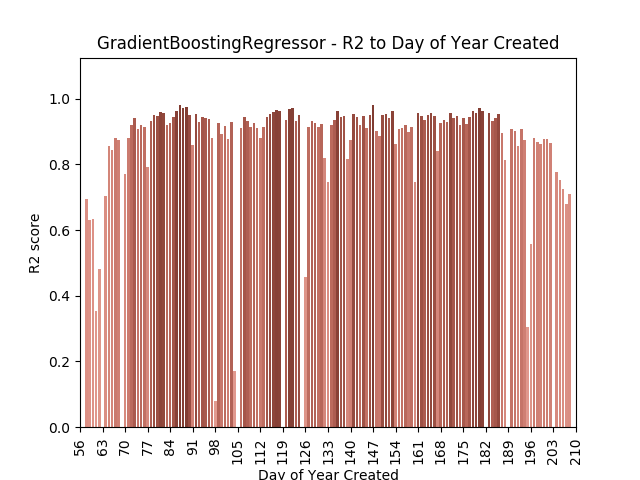 GradientBoostingRegressor - R2 to Day of Year Created
R2 score
1.0
0.8
0.6
0.4
0.2
0.0
56 63 70 77 84 91 98 105 112 119 126 133 140 147 154 161 168 175 182 189 196 203 210
Day of Year Created